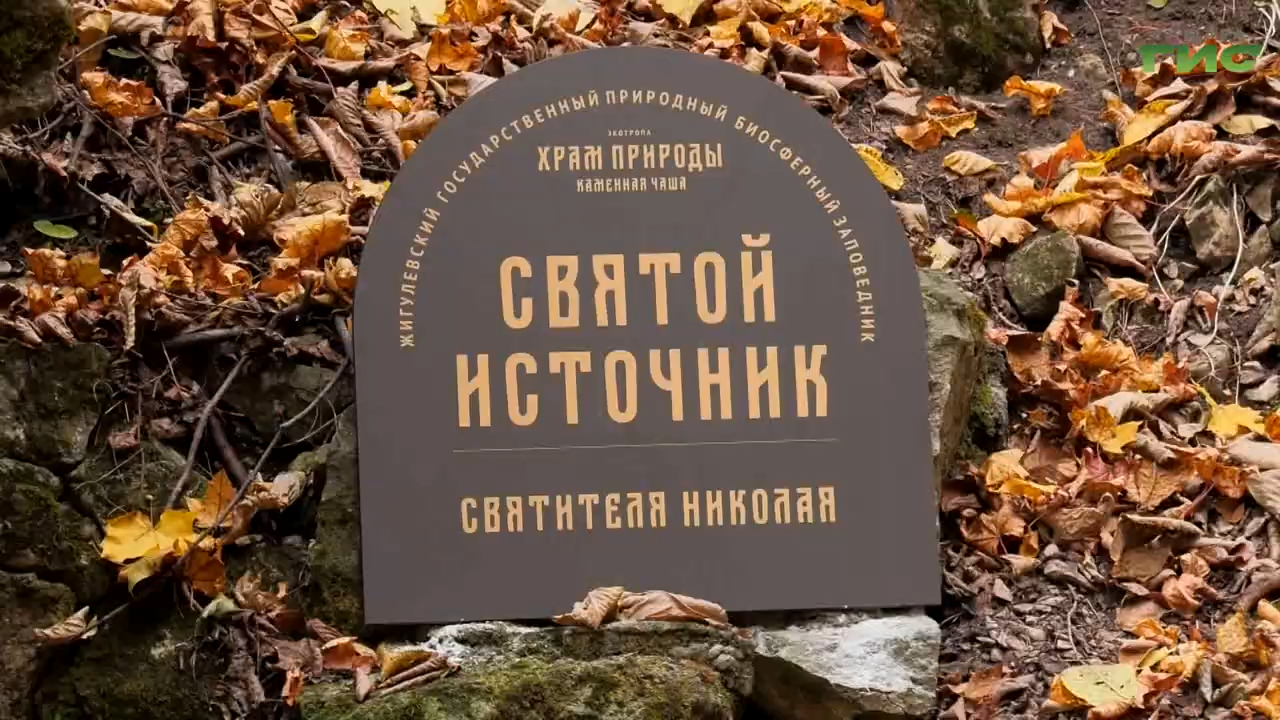 ГИС
ЖИГУЛЕВСКИЙ ГОСУДАРСТВЕННЫЙ ПРИРОДНЫЙ БИОСФЕРНЫЙ ЗАПОВЕДНИК
ЭКОТРОПА
ХРАМ ПРИРОДЫ
КАМЕННАЯ ЧАША
СВЯТОЙ
ИСТОЧНИК
СВЯТИТЕЛЯ НИКОЛАЯ